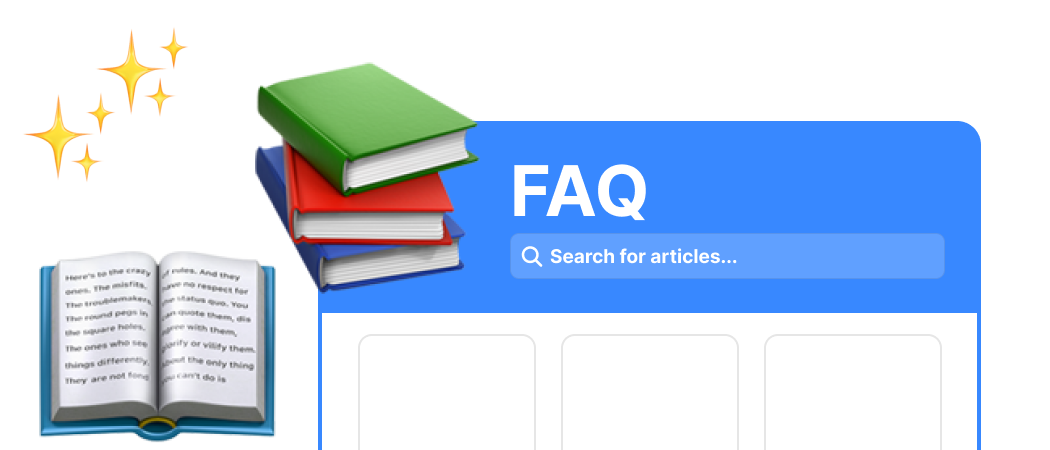 FAQ
Search for articles...
Here's to the crazy
ones. The misfits.
The troublemakers.
The round pegs in
the square holes.
The ones who see
things differently.
They are not fond
of rules. And they
have no respect for
the status quo. You
can quote them, dis
agree with them,
glorify or vilify them.
about the only thing
you can't do is